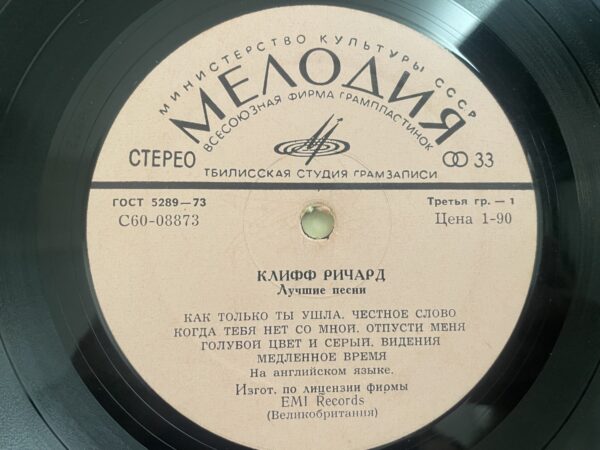 МИНИСТЕРСТВО КУЛЬТУРЫ СССР
МЕЛОДИЯ
ВСЕСОЮЗНАЯ ФИРМА ГРАМПЛАСТИНОК
СТЕРЕО
33
ТБИЛИССКАЯ СТУДИЯ ГРАМЗАПИСИ
ГОСТ 5289—73
Третья гр. — 1
С60-08873
Цена 1-90
КЛИФФ РИЧАРД
Лучшие песни
КАК ТОЛЬКО ТЫ УШЛА. ЧЕСТНОЕ СЛОВО
КОГДА ТЕБЯ НЕТ СО МНОЙ. ОТПУСТИ МЕНЯ
ГОЛУБОЙ ЦВЕТ И СЕРЫЙ. ВИДЕНИЯ
МЕДЛЕННОЕ ВРЕМЯ
На английском языке.
Изгот. по лицензии фирмы
EMI Records
(Великобритания)